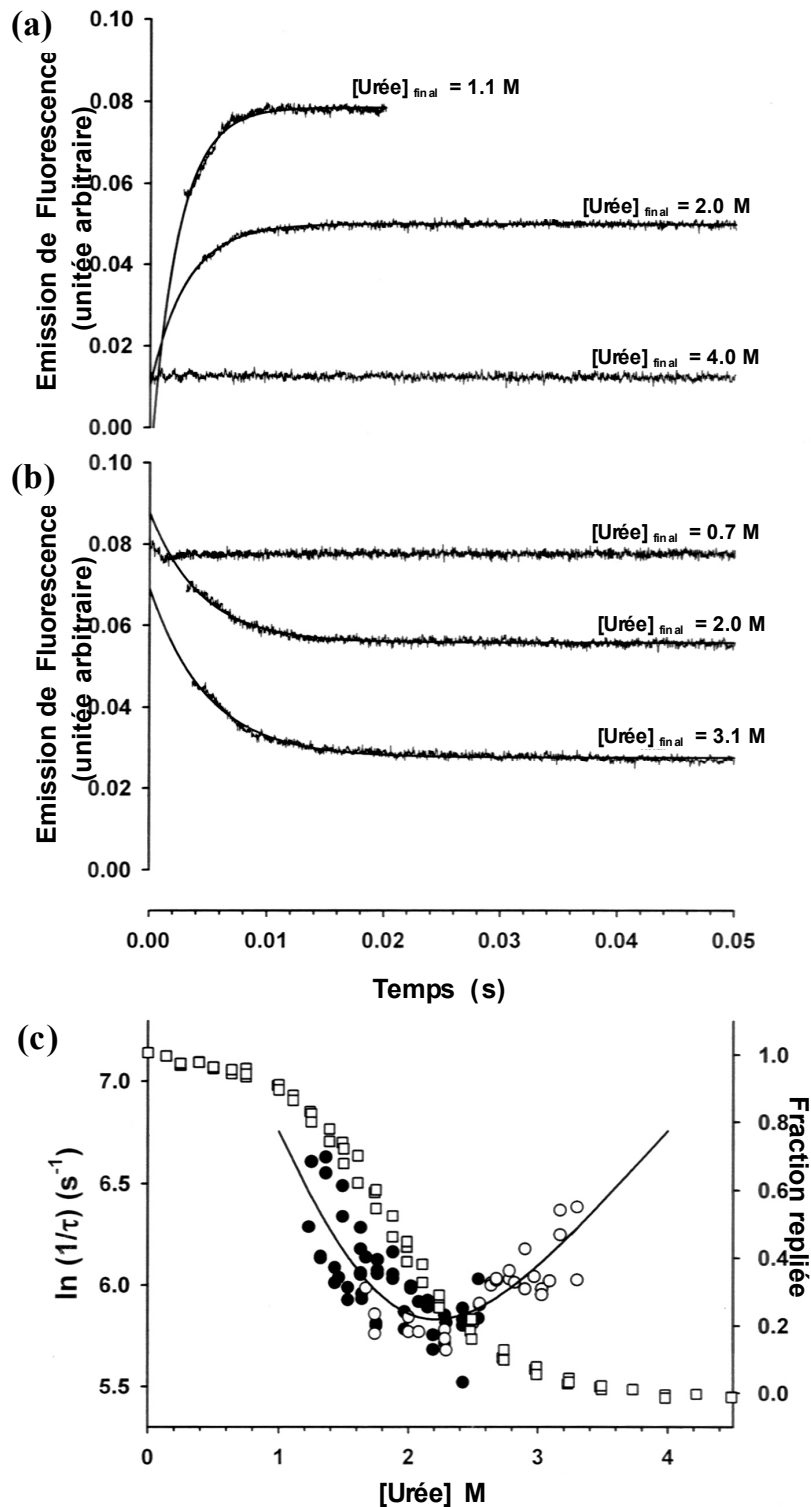 (a)
0.10
0.08
0.06
0.04
0.02
0.00
Emission de Fluorescence
(unitée arbitraire)
[Urée] final = 1.1 M
[Urée] final = 2.0 M
[Urée] final = 4.0 M
(b)
0.10
0.08
0.06
0.04
0.02
0.00
Emission de Fluorescence
(unitée arbitraire)
[Urée] final = 0.7 M
[Urée] final = 2.0 M
[Urée] final = 3.1 M
0.00 0.01 0.02 0.03 0.04 0.05
Temps (s)
(c)
7.0
6.5
6.0
5.5
ln (1/τ) (s⁻¹)
1.0
0.8
0.6
0.4
0.2
0.0
Fraction repliée
0 1 2 3 4
[Urée] M